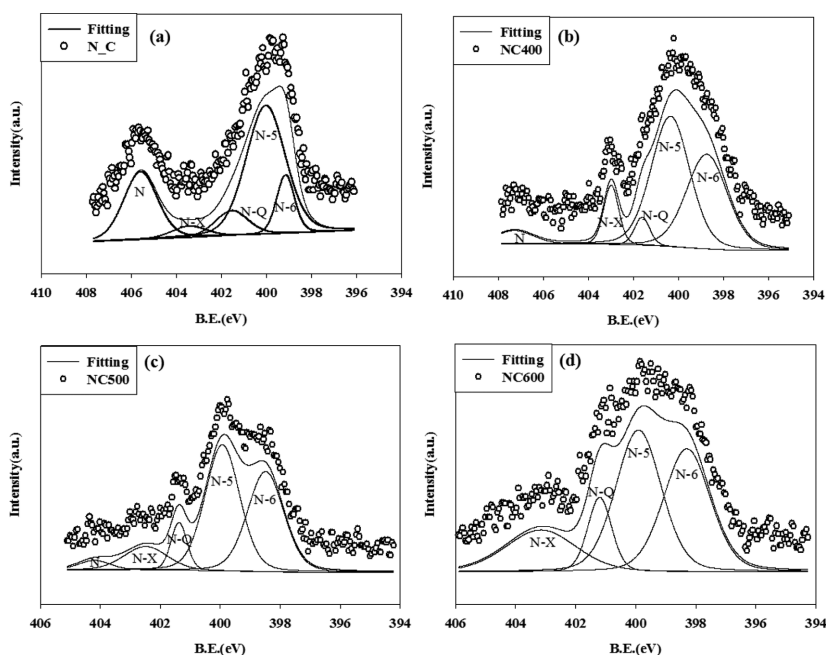 Fitting
N_C
(a)
Intensity(a.u.)
N
N-X
N-Q
N-5
N-6
410 408 406 404 402 400 398 396 394
B.E.(eV)
Fitting
NC400
(b)
Intensity(a.u.)
N
N-X
N-Q
N-5
N-6
410 408 406 404 402 400 398 396 394
B.E.(eV)
Fitting
NC500
(c)
Intensity(a.u.)
N
N-X
N-Q
N-5
N-6
406 404 402 400 398 396 394
B.E.(eV)
Fitting
NC600
(d)
Intensity(a.u.)
N-X
N-Q
N-5
N-6
406 404 402 400 398 396 394
B.E.(eV)